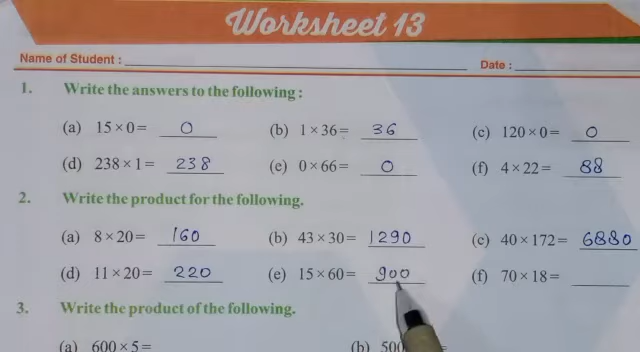 Worksheet 13
Name of Student : Date :
1. Write the answers to the following :
(a) 15 × 0 = 0 (b) 1 × 36 = 36 (c) 120 × 0 = 0
(d) 238 × 1 = 238 (e) 0 × 66 = 0 (f) 4 × 22 = 88
2. Write the product for the following.
(a) 8 × 20 = 160 (b) 43 × 30 = 1290 (c) 40 × 172 = 6880
(d) 11 × 20 = 220 (e) 15 × 60 = 900 (f) 70 × 18 =
3. Write the product of the following.
(a) 600 × 5 = (b) 500 =